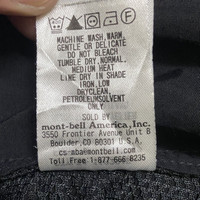 MACHINE WASH, WARM,
GENTLE OR DELICATE
DO NOT BLEACH
TUMBLE DRY, NORMAL,
MEDIUM HEAT
LINE DRY IN SHADE
IRON, LOW
DRYCLEAN,
PETROLEUMSOLVENT
ONLY
SOLD BY
mont-bell America, Inc.
3550 Frontier Avenue Unit B
Boulder, CO 80301 U.S.A.
cs-aba@montbell.com
Toll Free:1-877-666-8235